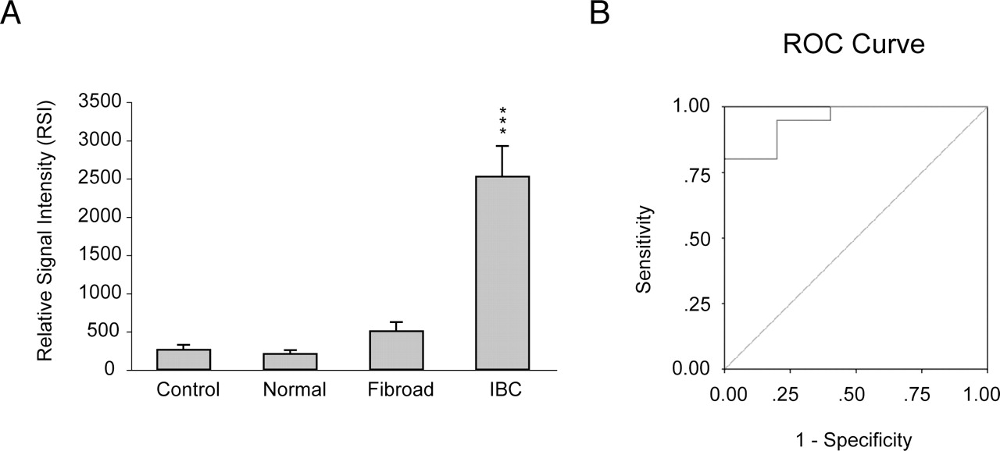 A
Relative Signal Intensity (RSI)
3500
3000
2500
2000
1500
1000
500
0
***
Control Normal Fibroad IBC
B
ROC Curve
Sensitivity
1.00
.75
.50
.25
0.00
0.00 .25 .50 .75 1.00
1 - Specificity